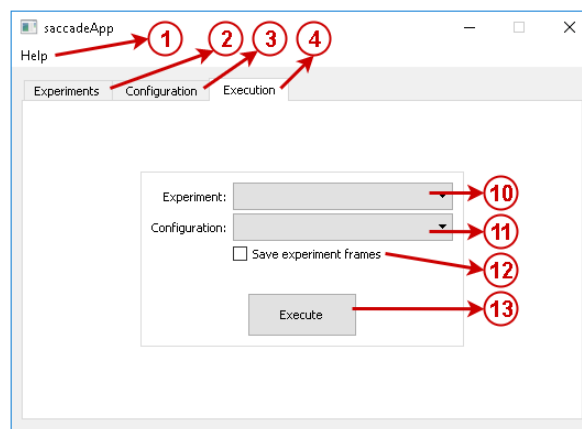 saccadeApp
Help 1 2 3 4
Experiments Configuration Execution
Experiment: 10
Configuration: 11
Save experiment frames 12
Execute 13